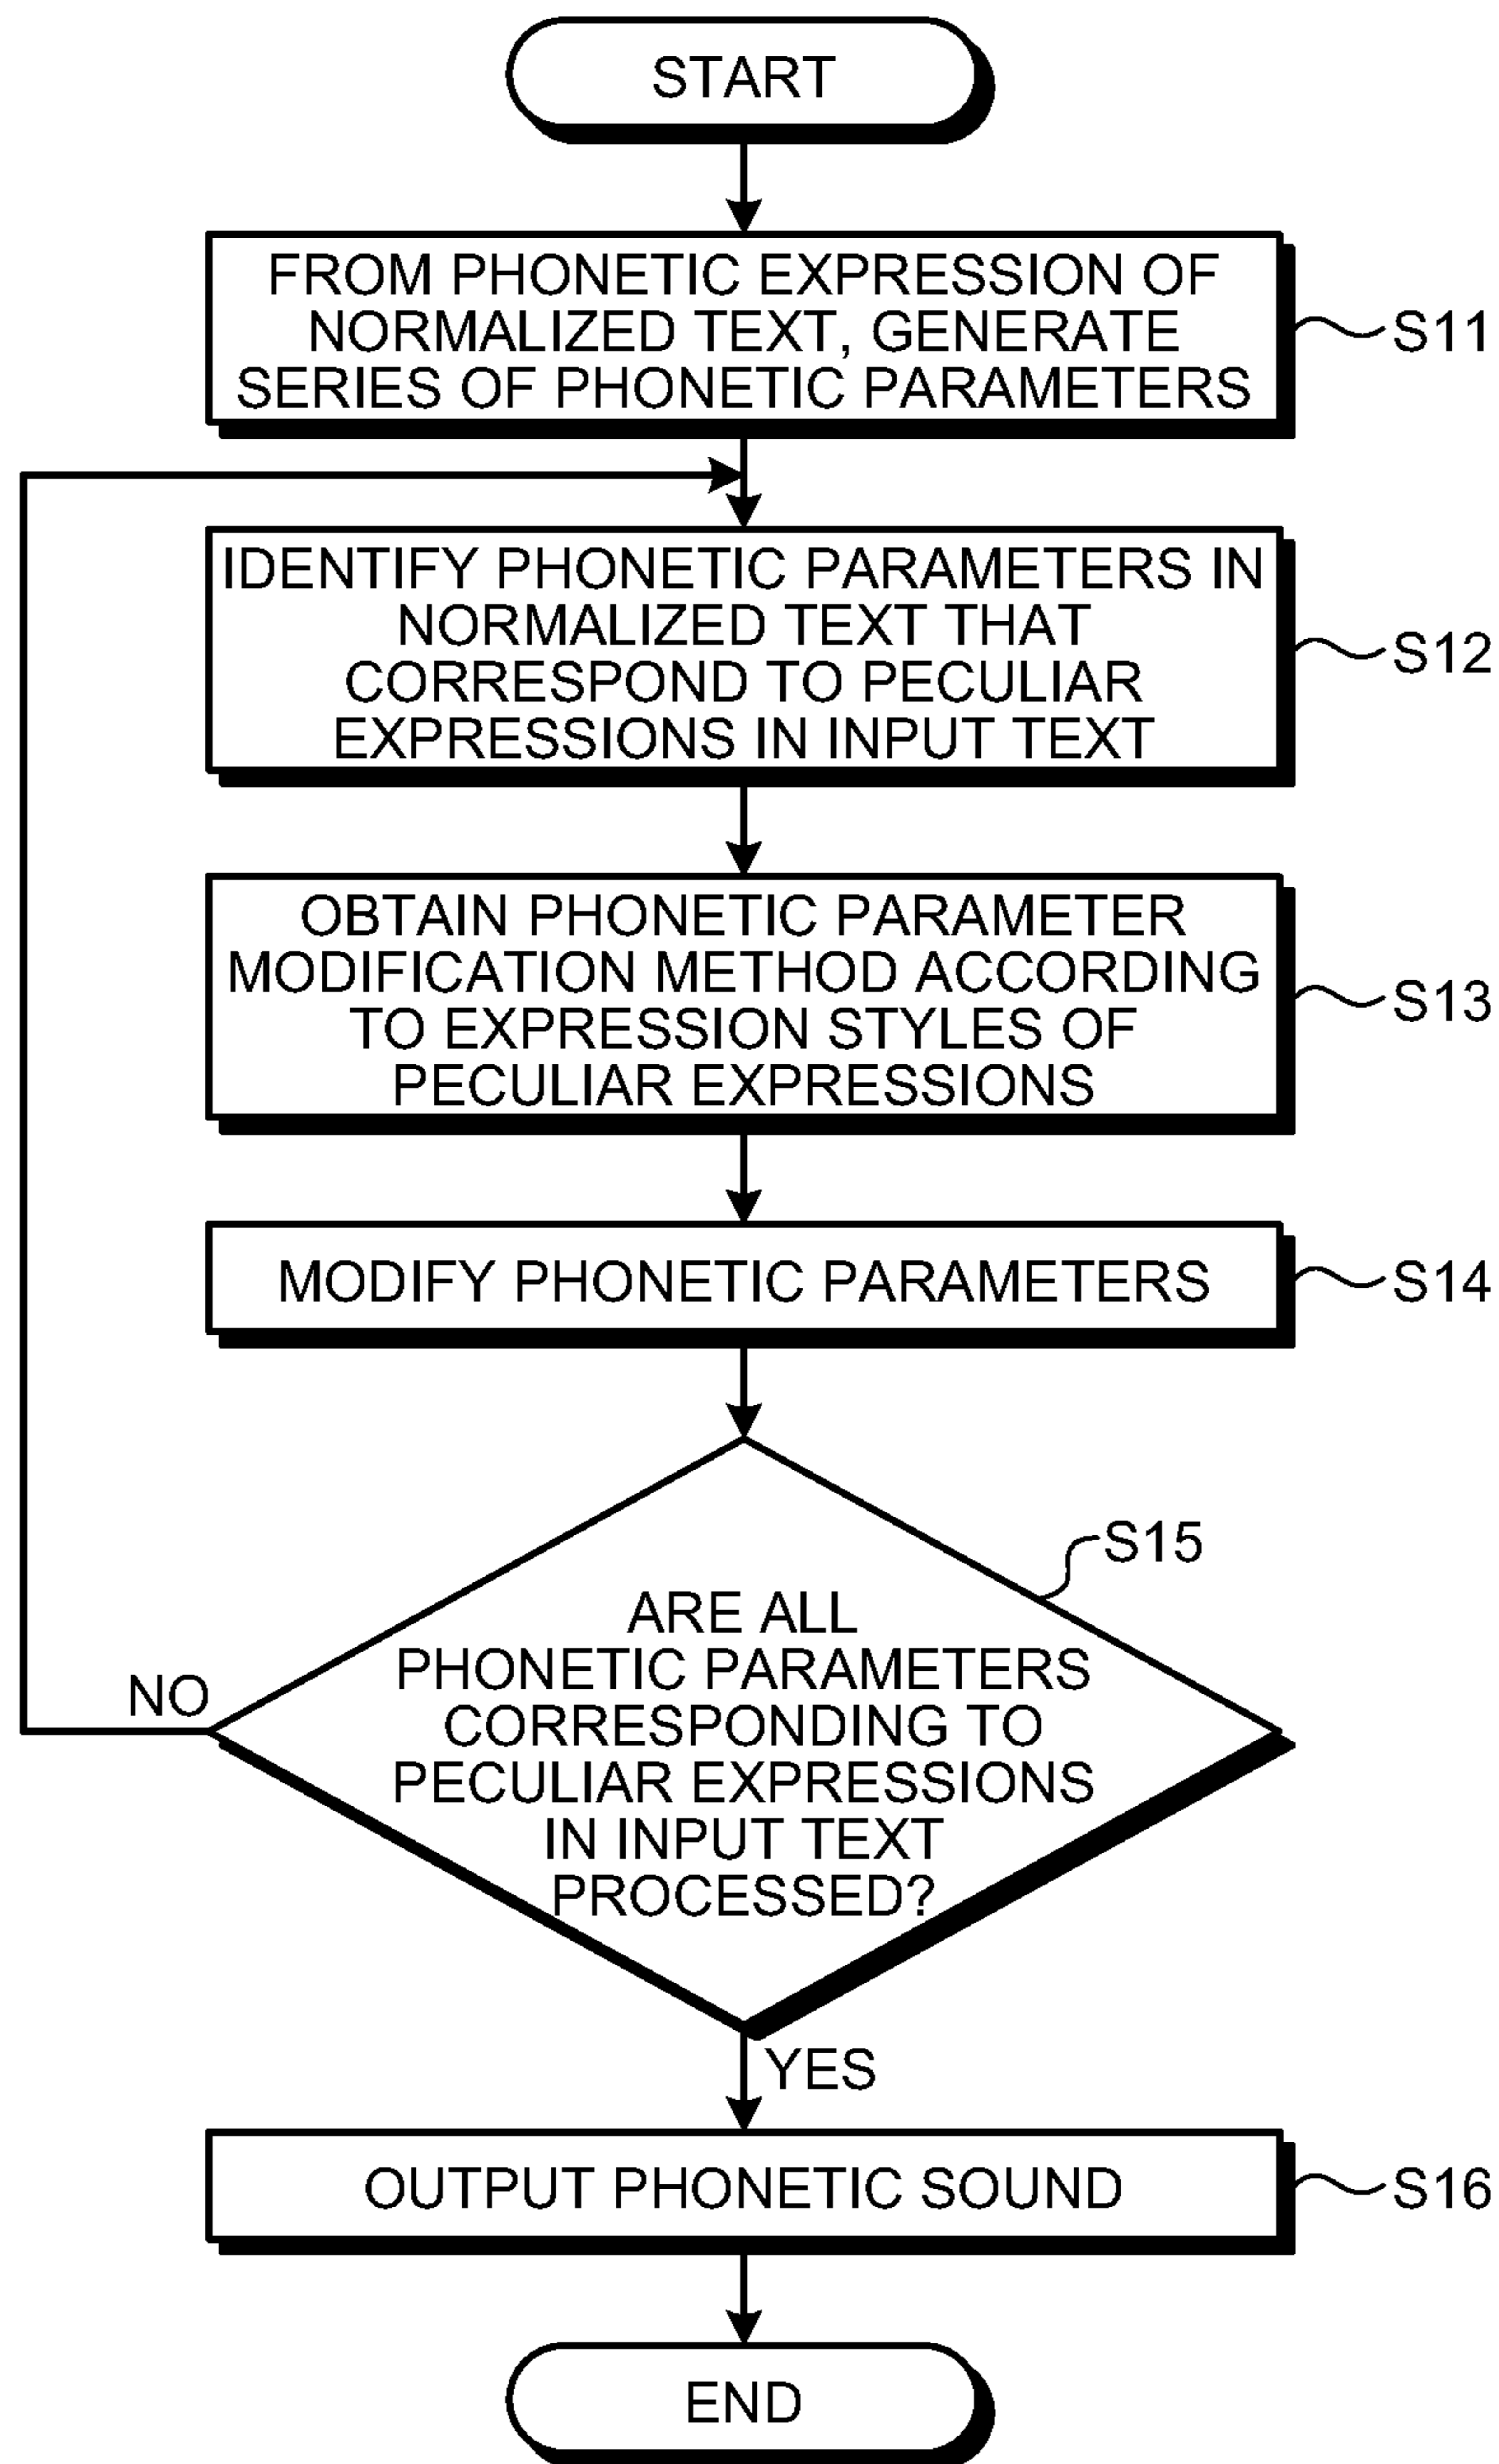 START
FROM PHONETIC EXPRESSION OF
NORMALIZED TEXT, GENERATE
SERIES OF PHONETIC PARAMETERS
S11
IDENTIFY PHONETIC PARAMETERS IN
NORMALIZED TEXT THAT
CORRESPOND TO PECULIAR
EXPRESSIONS IN INPUT TEXT
S12
OBTAIN PHONETIC PARAMETER
MODIFICATION METHOD ACCORDING
TO EXPRESSION STYLES OF
PECULIAR EXPRESSIONS
S13
MODIFY PHONETIC PARAMETERS
S14
S15
ARE ALL
PHONETIC PARAMETERS
CORRESPONDING TO
PECULIAR EXPRESSIONS
IN INPUT TEXT
PROCESSED?
NO
YES
OUTPUT PHONETIC SOUND
S16
END